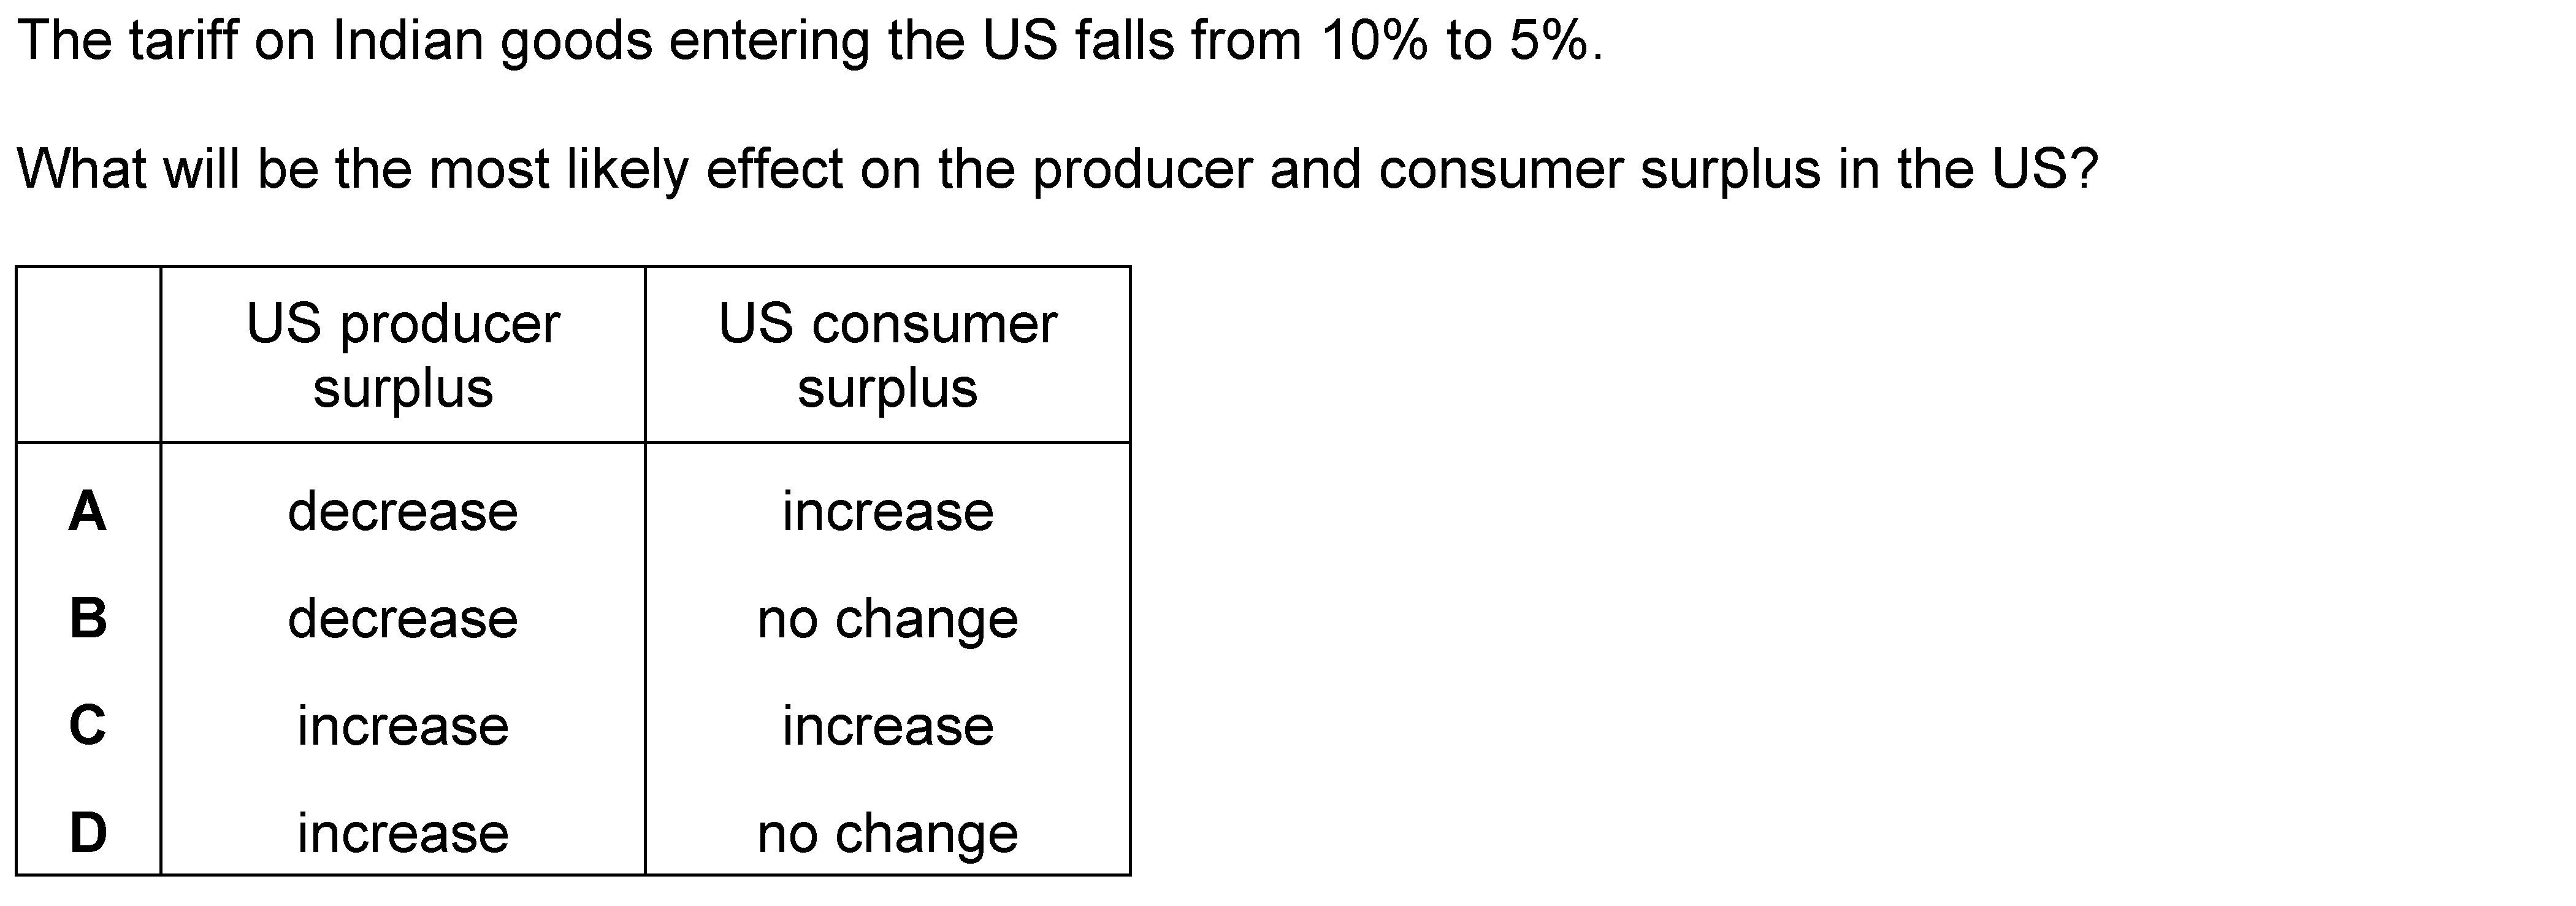 The tariff on Indian goods entering the US falls from 10% to 5%.
What will be the most likely effect on the producer and consumer surplus in the US?
US producer surplus US consumer surplus
A decrease increase
B decrease no change
C increase increase
D increase no change